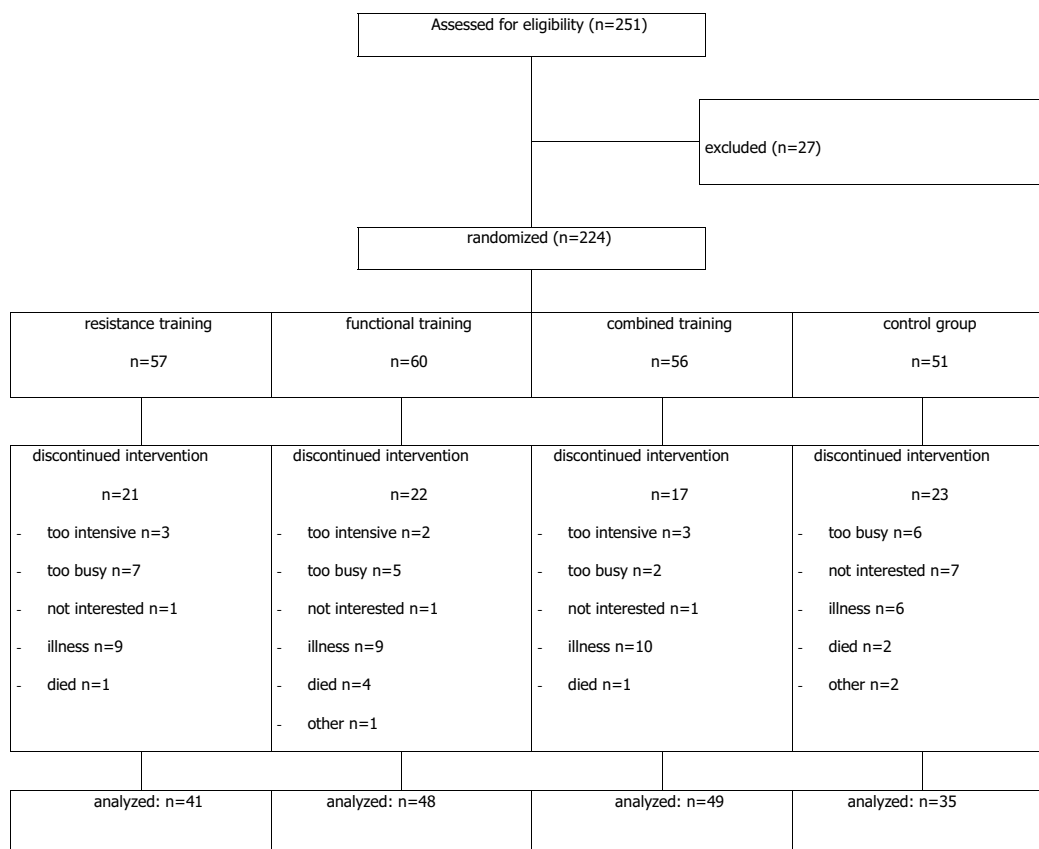 Assessed for eligibility (n=251)
excluded (n=27)
randomized (n=224)
resistance training
n=57
functional training
n=60
combined training
n=56
control group
n=51
discontinued intervention
n=21
- too intensive n=3
- too busy n=7
- not interested n=1
- illness n=9
- died n=1
discontinued intervention
n=22
- too intensive n=2
- too busy n=5
- not interested n=1
- illness n=9
- died n=4
- other n=1
discontinued intervention
n=17
- too intensive n=3
- too busy n=2
- not interested n=1
- illness n=10
- died n=1
discontinued intervention
n=23
- too busy n=6
- not interested n=7
- illness n=6
- died n=2
- other n=2
analyzed: n=41
analyzed: n=48
analyzed: n=49
analyzed: n=35